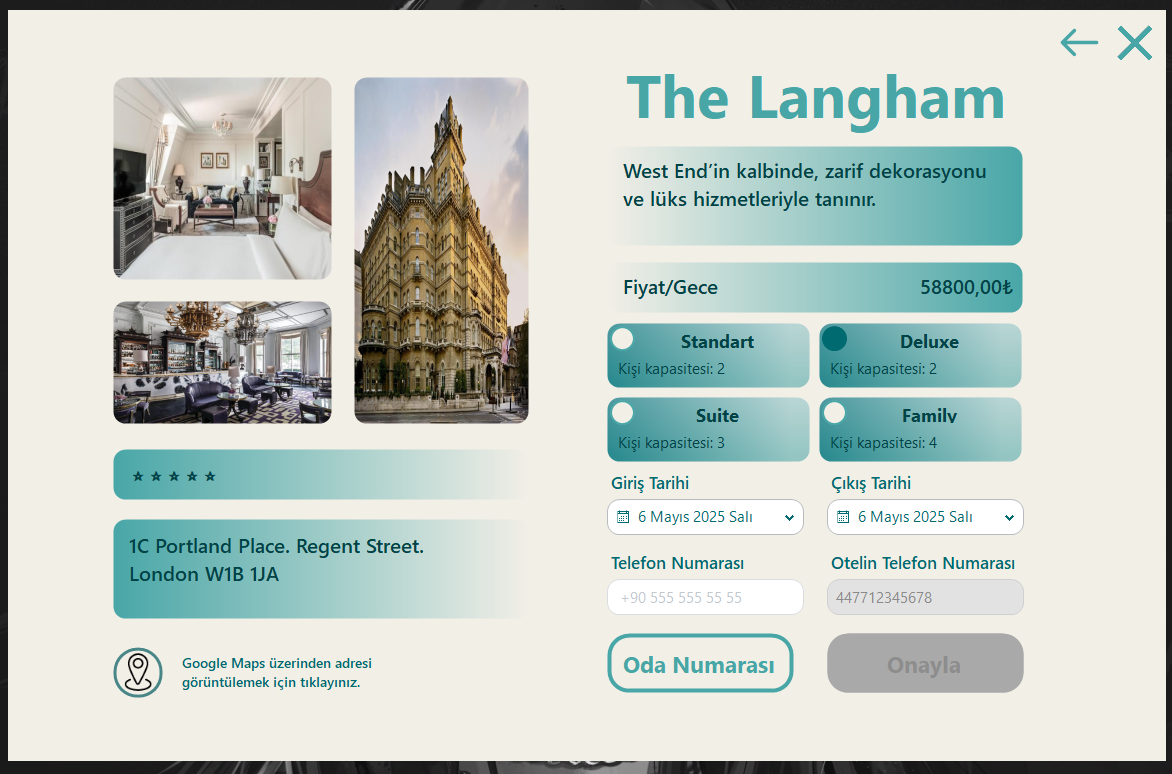 The Langham
West End’in kalbinde, zarif dekorasyonu
ve lüks hizmetleriyle tanınır.
Fiyat/Gece 58800,00₺
Standart
Kişi kapasitesi: 2
Deluxe
Kişi kapasitesi: 2
Suite
Kişi kapasitesi: 3
Family
Kişi kapasitesi: 4
Giriş Tarihi
6 Mayıs 2025 Salı
Çıkış Tarihi
6 Mayıs 2025 Salı
Telefon Numarası
+90 555 555 55 55
Otelin Telefon Numarası
447712345678
Oda Numarası
Onayla
1C Portland Place. Regent Street.
London W1B 1JA
Google Maps üzerinden adresi
görüntülemek için tıklayınız.